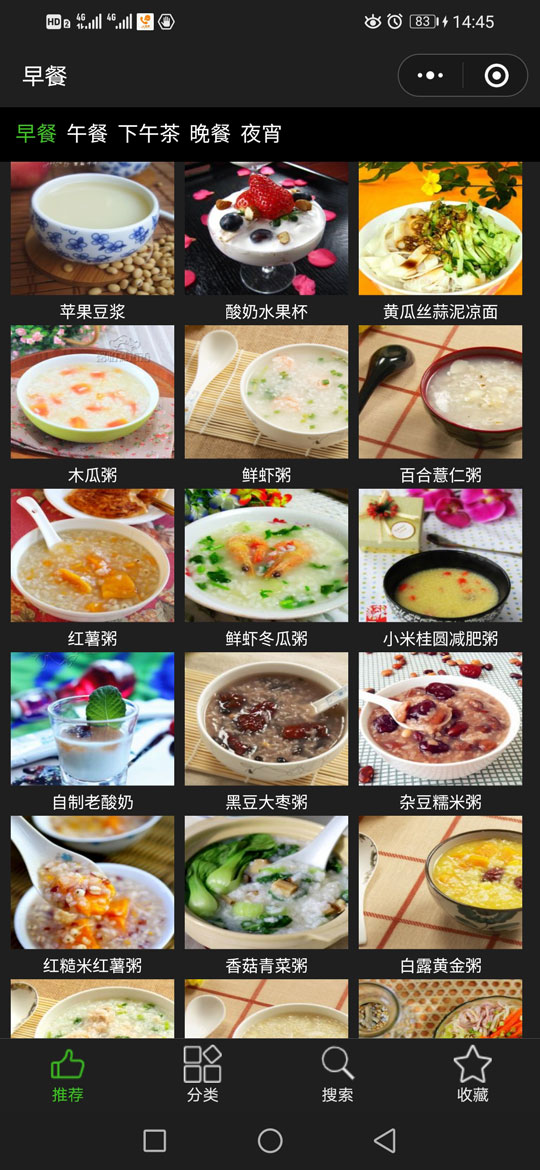 HD 2 4G 4G 83 14:45
早餐
早餐 午餐 下午茶 晚餐 夜宵
苹果豆浆 酸奶水果杯 黄瓜丝蒜泥凉面
木瓜粥 鲜虾粥 百合薏仁粥
红薯粥 鲜虾冬瓜粥 小米桂圆减肥粥
自制老酸奶 黑豆大枣粥 杂豆糯米粥
红糙米红薯粥 香菇青菜粥 白露黄金粥
推荐 分类 搜索 收藏